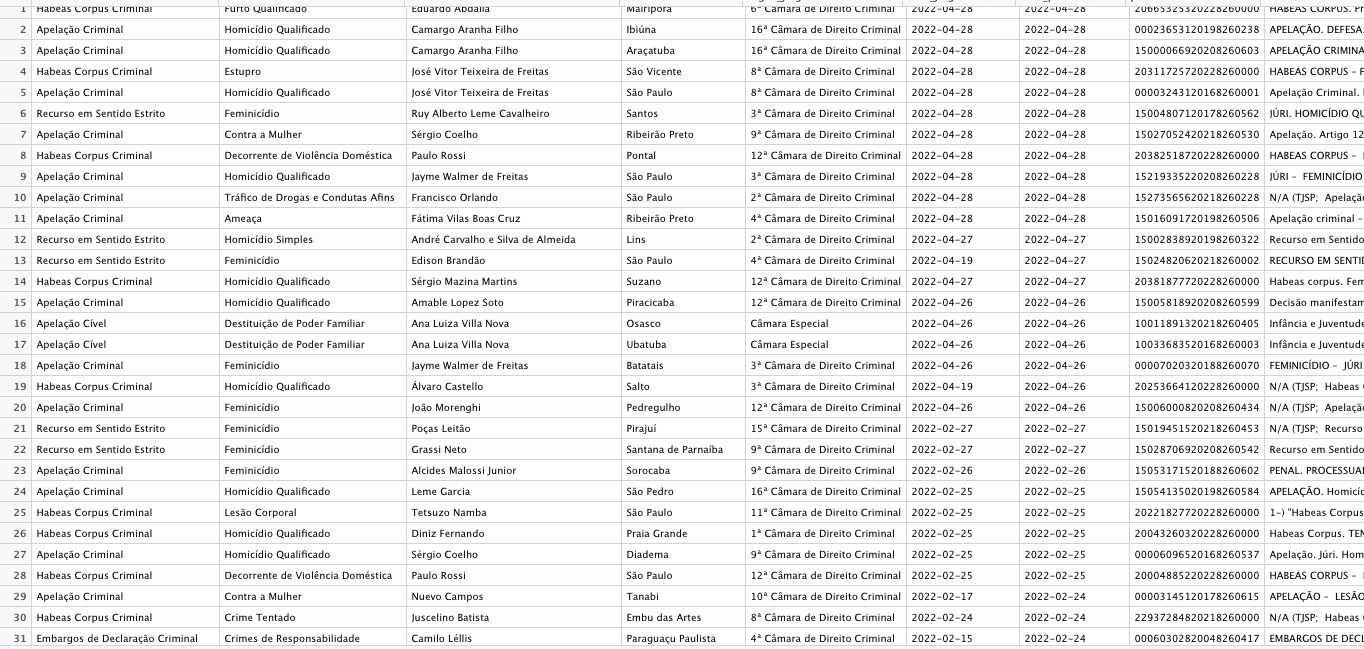 1 Habeas Corpus Criminal Furto Qualificado Eduardo Abdalla Mairiporã 6ª Câmara de Direito Criminal 2022-04-28 2022-04-28 20665325320228260000 HABEAS CORPUS. Pr
2 Apelação Criminal Homicídio Qualificado Camargo Aranha Filho Ibiúna 16ª Câmara de Direito Criminal 2022-04-28 2022-04-28 00023653120198260238 APELAÇÃO. DEFESA.
3 Apelação Criminal Homicídio Qualificado Camargo Aranha Filho Araçatuba 16ª Câmara de Direito Criminal 2022-04-28 2022-04-28 15000066920208260603 APELAÇÃO CRIMINA
4 Habeas Corpus Criminal Estupro José Vitor Teixeira de Freitas São Vicente 8ª Câmara de Direito Criminal 2022-04-28 2022-04-28 20311725720228260000 HABEAS CORPUS – P
5 Apelação Criminal Homicídio Qualificado José Vitor Teixeira de Freitas São Paulo 8ª Câmara de Direito Criminal 2022-04-28 2022-04-28 00003243120168260001 Apelação Criminal.
6 Recurso em Sentido Estrito Feminicídio Ruy Alberto Leme Cavalheiro Santos 3ª Câmara de Direito Criminal 2022-04-28 2022-04-28 15004807120178260562 JÚRI. HOMICÍDIO QU
7 Apelação Criminal Contra a Mulher Sérgio Coelho Ribeirão Preto 9ª Câmara de Direito Criminal 2022-04-28 2022-04-28 15027052420218260530 Apelação. Artigo 12
8 Habeas Corpus Criminal Decorrente de Violência Doméstica Paulo Rossi Pontal 12ª Câmara de Direito Criminal 2022-04-28 2022-04-28 20382518720228260000 HABEAS CORPUS –
9 Apelação Criminal Homicídio Qualificado Jayme Walmer de Freitas São Paulo 3ª Câmara de Direito Criminal 2022-04-28 2022-04-28 15219335220208260228 JÚRI – FEMINICÍDIO
10 Apelação Criminal Tráfico de Drogas e Condutas Afins Francisco Orlando São Paulo 2ª Câmara de Direito Criminal 2022-04-28 2022-04-28 15273565620218260228 N/A (TJSP; Apelaçã
11 Apelação Criminal Ameaça Fátima Vilas Boas Cruz Ribeirão Preto 4ª Câmara de Direito Criminal 2022-04-28 2022-04-28 15016091720198260506 Apelação criminal –
12 Recurso em Sentido Estrito Homicídio Simples André Carvalho e Silva de Almeida Lins 2ª Câmara de Direito Criminal 2022-04-27 2022-04-27 15002838920198260322 Recurso em Sentido
13 Recurso em Sentido Estrito Feminicídio Edison Brandão São Paulo 4ª Câmara de Direito Criminal 2022-04-19 2022-04-27 15024820620218260002 RECURSO EM SENTID
14 Habeas Corpus Criminal Homicídio Qualificado Sérgio Mazina Martins Suzano 12ª Câmara de Direito Criminal 2022-04-27 2022-04-27 20381877720228260000 Habeas corpus. Fem
15 Apelação Criminal Homicídio Qualificado Amable Lopez Soto Piracicaba 12ª Câmara de Direito Criminal 2022-04-26 2022-04-26 15005818920208260599 Decisão manifestam
16 Apelação Cível Destituição de Poder Familiar Ana Luiza Villa Nova Osasco Câmara Especial 2022-04-26 2022-04-26 10011891320218260405 Infância e Juventude
17 Apelação Cível Destituição de Poder Familiar Ana Luiza Villa Nova Ubatuba Câmara Especial 2022-04-26 2022-04-26 10033683520168260003 Infância e Juventude
18 Apelação Criminal Feminicídio Jayme Walmer de Freitas Batatais 3ª Câmara de Direito Criminal 2022-04-26 2022-04-26 00007020320188260070 FEMINICÍDIO – JÚRI
19 Habeas Corpus Criminal Homicídio Qualificado Álvaro Castello Salto 3ª Câmara de Direito Criminal 2022-04-19 2022-04-26 20253664120228260000 N/A (TJSP; Habeas
20 Apelação Criminal Feminicídio João Morenghi Pedregulho 12ª Câmara de Direito Criminal 2022-04-26 2022-04-26 15006000820208260434 N/A (TJSP; Apelaçã
21 Recurso em Sentido Estrito Feminicídio Poças Leitão Pirajuí 15ª Câmara de Direito Criminal 2022-02-27 2022-02-27 15019451520208260453 N/A (TJSP; Recurso
22 Recurso em Sentido Estrito Feminicídio Grassi Neto Santana de Parnaíba 9ª Câmara de Direito Criminal 2022-02-27 2022-02-27 15028706920208260542 Recurso em Sentido
23 Apelação Criminal Feminicídio Alcides Malossi Junior Sorocaba 9ª Câmara de Direito Criminal 2022-02-26 2022-02-26 15053171520188260602 PENAL. PROCESSUAL
24 Apelação Criminal Homicídio Qualificado Leme Garcia São Pedro 16ª Câmara de Direito Criminal 2022-02-25 2022-02-25 15054135020198260584 APELAÇÃO. Homicíd
25 Habeas Corpus Criminal Lesão Corporal Tetsuzo Namba São Paulo 11ª Câmara de Direito Criminal 2022-02-25 2022-02-25 20221827720228260000 1-) "Habeas Corpus
26 Habeas Corpus Criminal Homicídio Qualificado Diniz Fernando Praia Grande 1ª Câmara de Direito Criminal 2022-02-25 2022-02-25 20043260320228260000 Habeas Corpus. TEN
27 Apelação Criminal Homicídio Qualificado Sérgio Coelho Diadema 9ª Câmara de Direito Criminal 2022-02-25 2022-02-25 00006096520168260537 Apelação. Júri. Hom
28 Habeas Corpus Criminal Decorrente de Violência Doméstica Paulo Rossi São Paulo 12ª Câmara de Direito Criminal 2022-02-25 2022-02-25 20004885220228260000 HABEAS CORPUS –
29 Apelação Criminal Contra a Mulher Nuevo Campos Tanabi 10ª Câmara de Direito Criminal 2022-02-17 2022-02-24 00003145120178260615 APELAÇÃO – LESÃO
30 Habeas Corpus Criminal Crime Tentado Juscelino Batista Embu das Artes 8ª Câmara de Direito Criminal 2022-02-24 2022-02-24 22937284820218260000 N/A (TJSP; Habeas
31 Embargos de Declaração Criminal Crimes de Responsabilidade Camilo Léllis Paraguaçu Paulista 4ª Câmara de Direito Criminal 2022-02-15 2022-02-24 00060302820048260417 EMBARGOS DE DECL